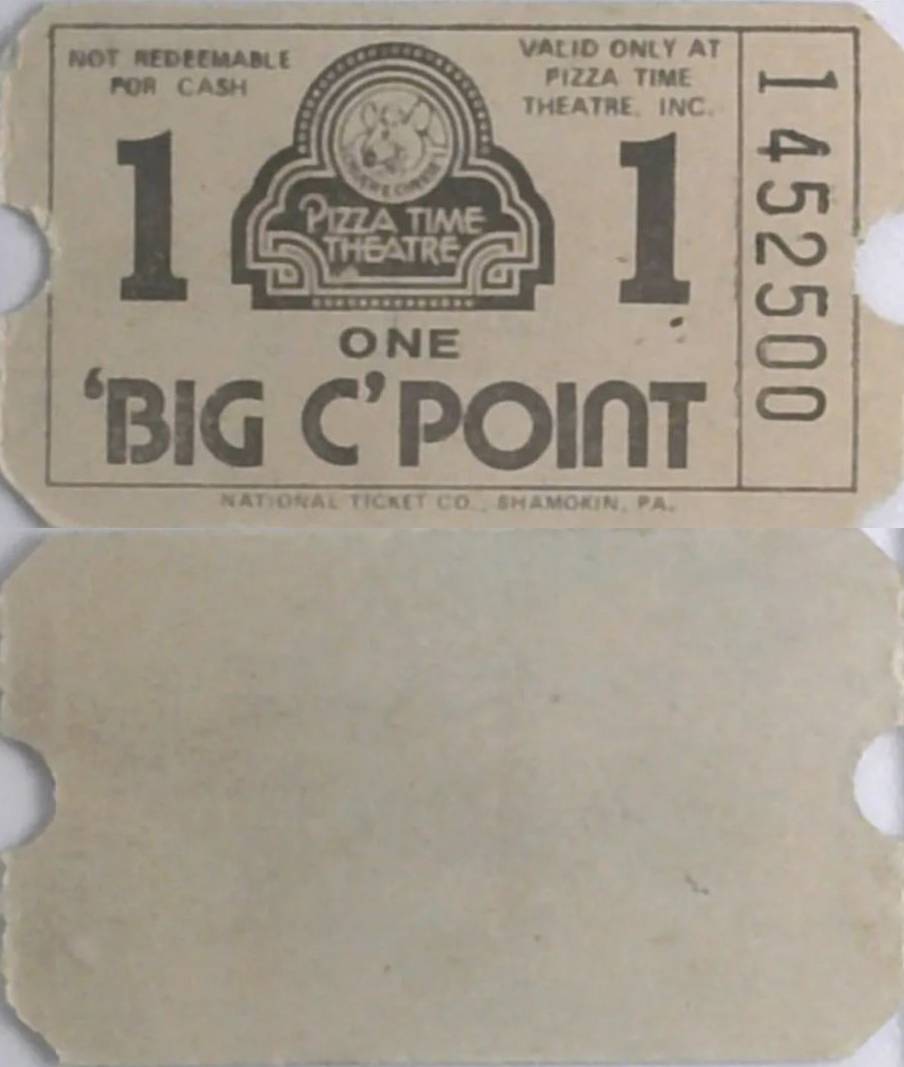 NOT REDEEMABLE
FOR CASH
VALID ONLY AT
PIZZA TIME
THEATRE, INC.
1
PIZZA TIME
THEATRE
1
ONE
'BIG C' POINT
NATIONAL TICKET CO., SHAMOKIN, PA.
1452500